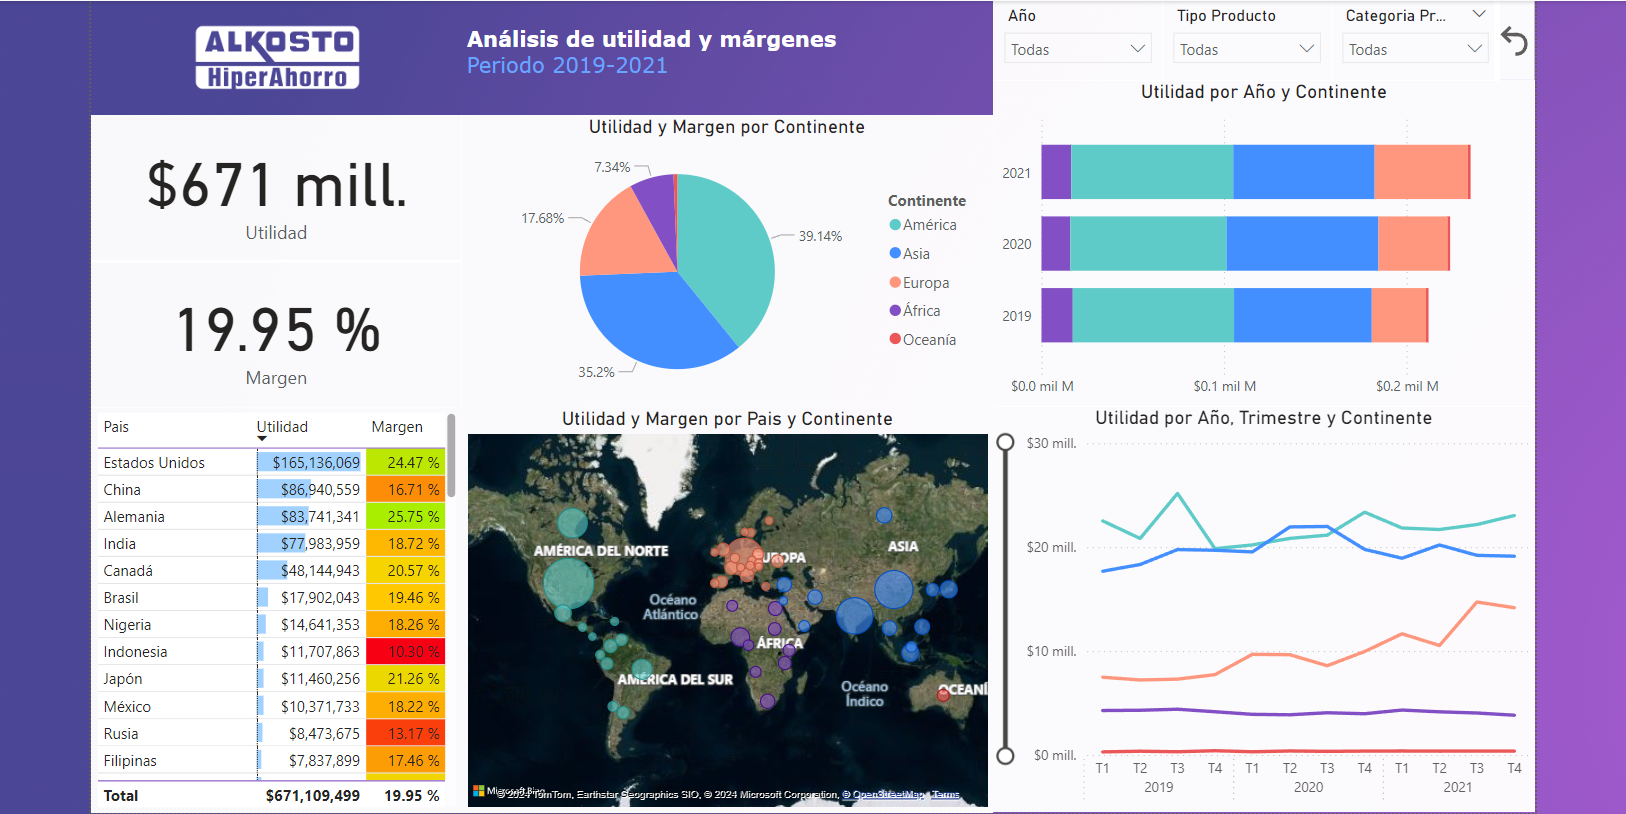 ALKOSTO
HiperAhorro
Análisis de utilidad y márgenes
Periodo 2019-2021
Año
Todas
Tipo Producto
Todas
Categoria Pr...
Todas
$671 mill.
Utilidad
19.95 %
Margen
Utilidad y Margen por Continente
7.34%
17.68%
39.14%
35.2%
Continente
América
Asia
Europa
África
Oceanía
Utilidad por Año y Continente
2021
2020
2019
$0.0 mil M $0.1 mil M $0.2 mil M
Pais Utilidad Margen
Estados Unidos $165,136,069 24.47 %
China $86,940,559 16.71 %
Alemania $83,741,341 25.75 %
India $77,983,959 18.72 %
Canadá $48,144,943 20.57 %
Brasil $17,902,043 19.46 %
Nigeria $14,641,353 18.26 %
Indonesia $11,707,863 10.30 %
Japón $11,460,256 21.26 %
México $10,371,733 18.22 %
Rusia $8,473,675 13.17 %
Filipinas $7,837,899 17.46 %
Total $671,109,499 19.95 %
Utilidad y Margen por Pais y Continente
AMÉRICA DEL NORTE
ASIA
Océano
Atlántico
ÁFRICA
AMÉRICA DEL SUR
Océano
Índico
OCEANÍ
© 2024 TomTom, Earthstar Geographics SIO, © 2024 Microsoft Corporation, © OpenStreetMap Terms
Utilidad por Año, Trimestre y Continente
$30 mill.
$20 mill.
$10 mill.
$0 mill.
T1 T2 T3 T4 T1 T2 T3 T4 T1 T2 T3 T4
2019 2020 2021